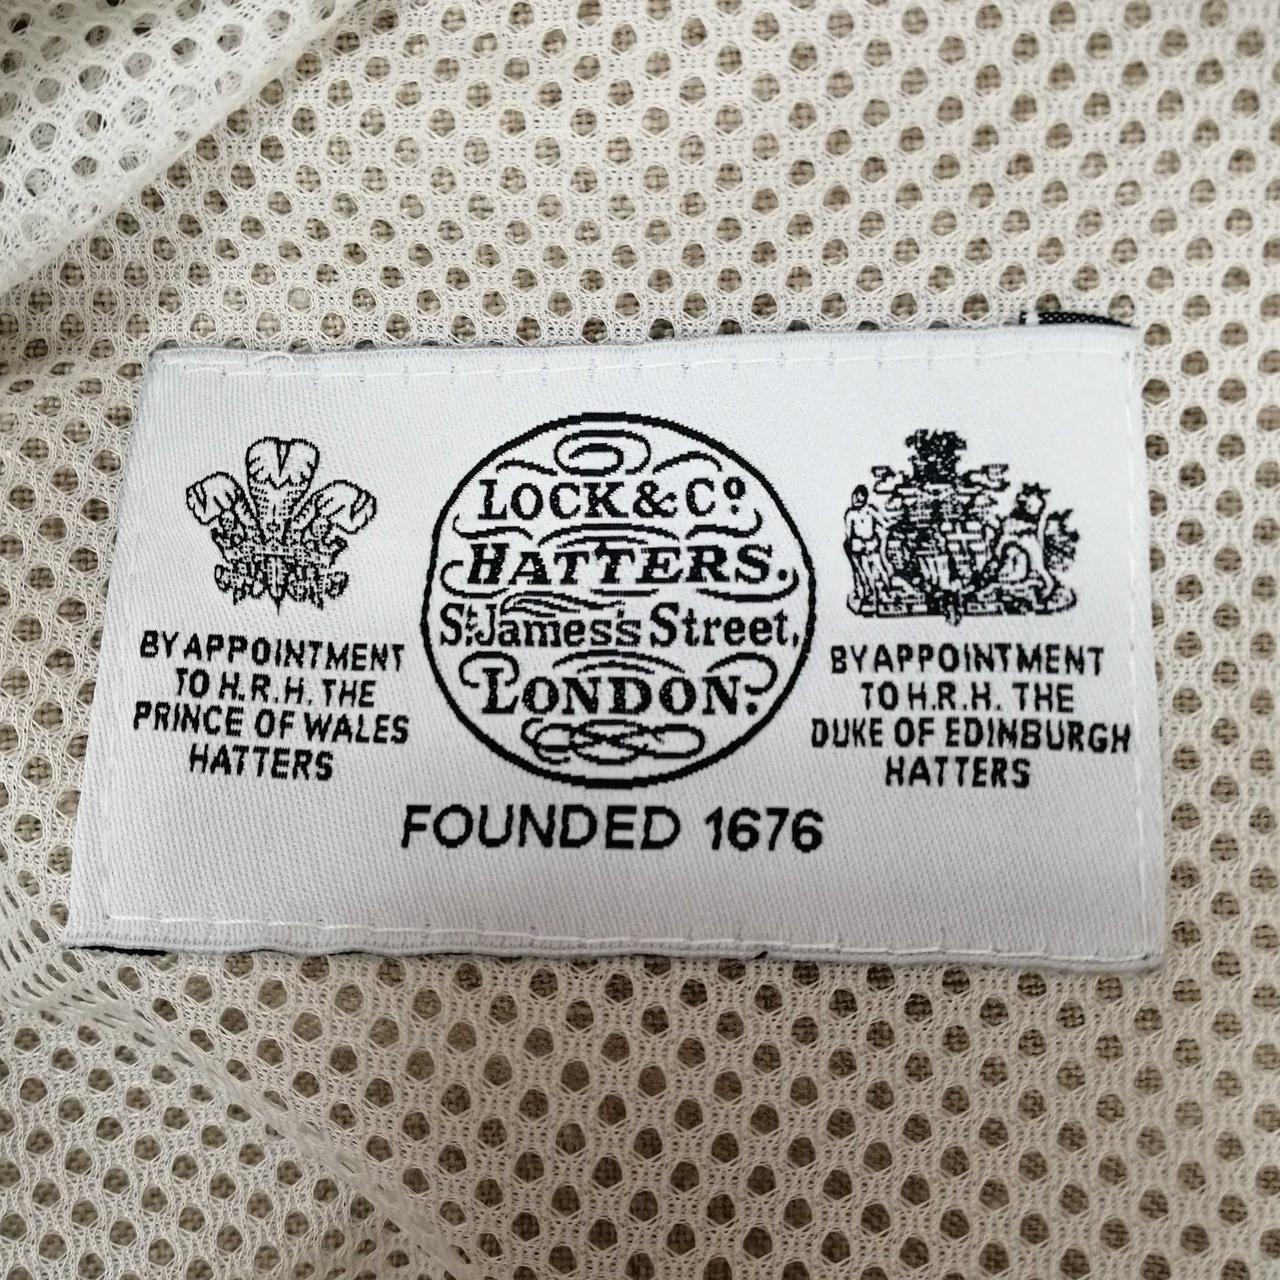 BY APPOINTMENT
TO H.R.H. THE
PRINCE OF WALES
HATTERS
LOCK & Cº
HATTERS.
St. James's Street,
LONDON.
BY APPOINTMENT
TO H.R.H. THE
DUKE OF EDINBURGH
HATTERS
FOUNDED 1676